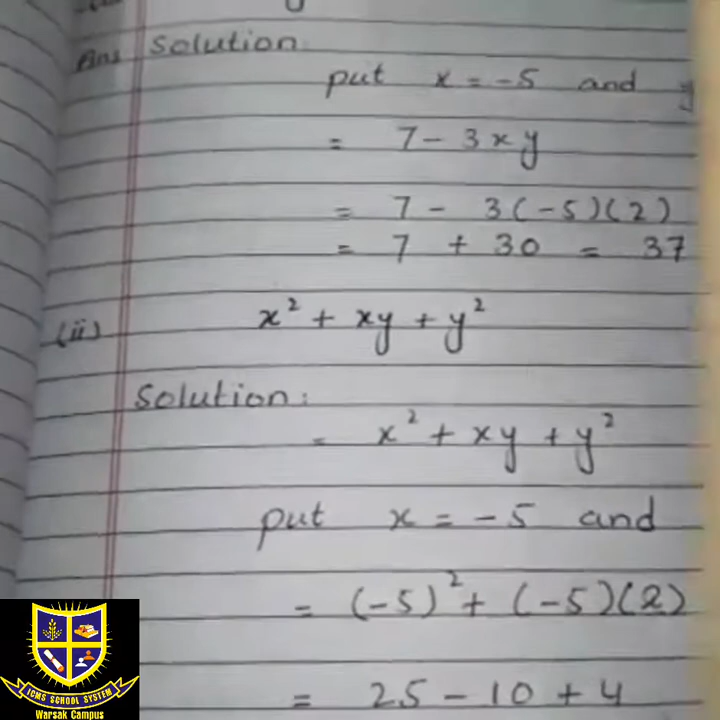 Ans Solution
put x = -5 and y
= 7 - 3xy
= 7 - 3(-5)(2)
= 7 + 30 = 37
(ii) x² + xy + y²
Solution:
= x² + xy + y²
put x = -5 and
= (-5)² + (-5)(2)
= 25 - 10 + 4
ICMS SCHOOL SYSTEM
Warsak Campus